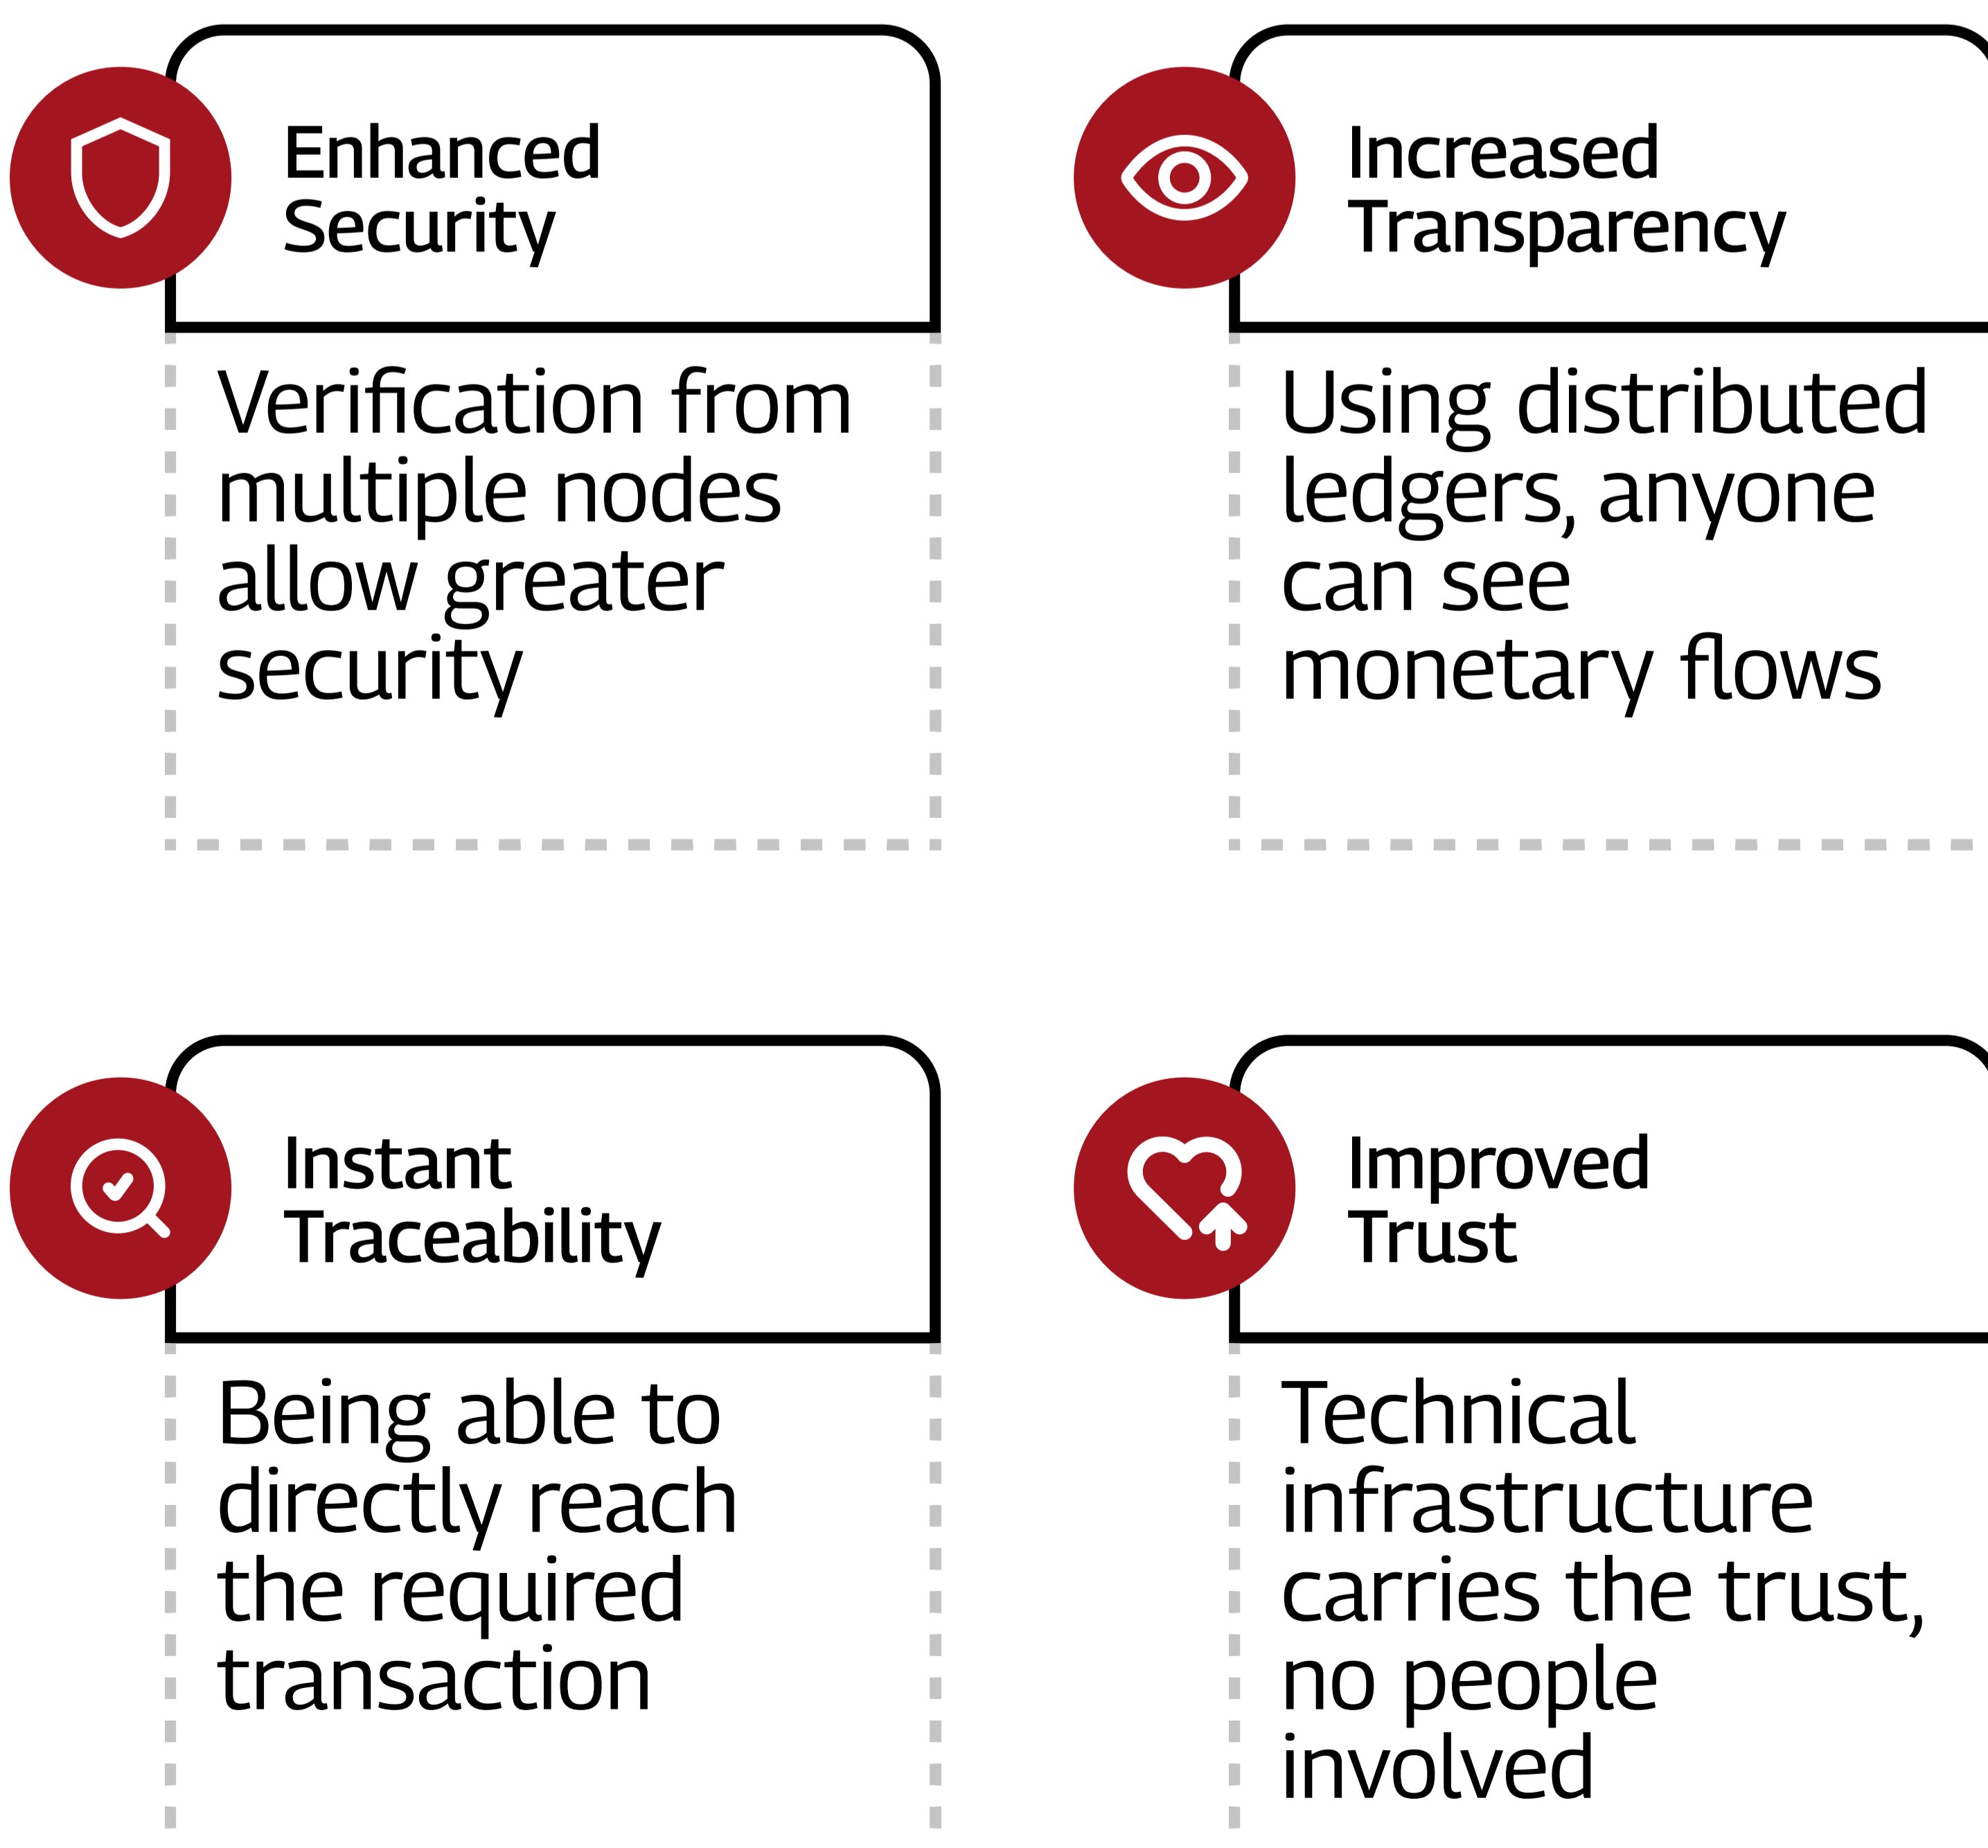 Enhanced
Security
Verification from
multiple nodes
allow greater
security
Increased
Transparency
Using distributed
ledgers, anyone
can see
monetary flows
Instant
Traceability
Being able to
directly reach
the required
transaction
Improved
Trust
Technical
infrastructure
carries the trust,
no people
involved